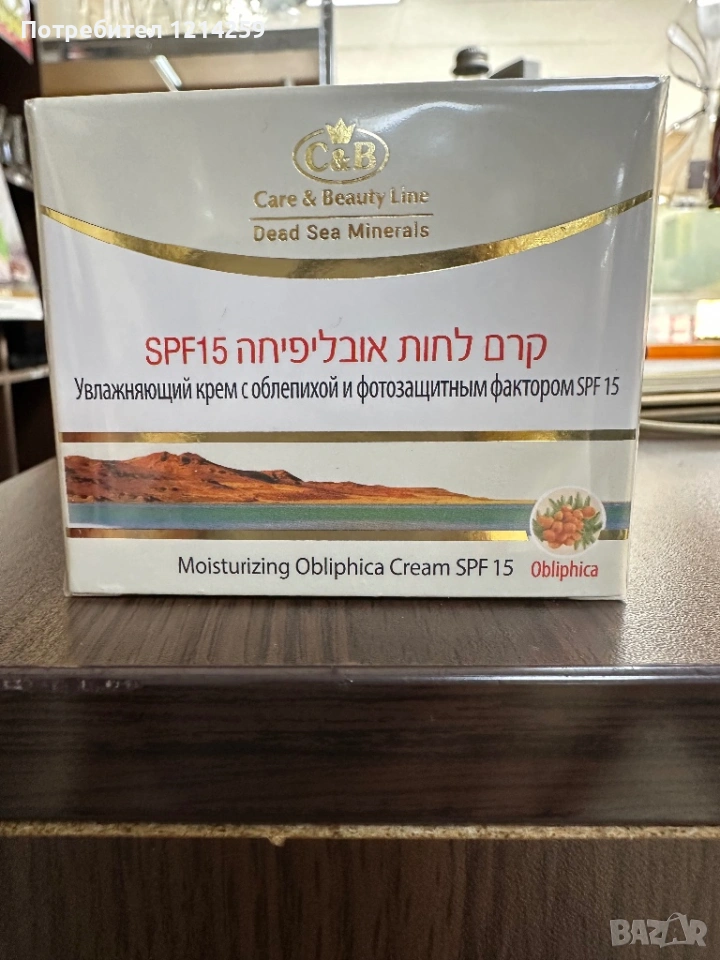 Потребител 1214259
C&B
Care & Beauty Line
Dead Sea Minerals
קרם לחות אובליפיחה SPF15
Увлажняющий крем с облепихой и фотозащитным фактором SPF 15
Moisturizing Obliphica Cream SPF 15
Obliphica
BAZAR